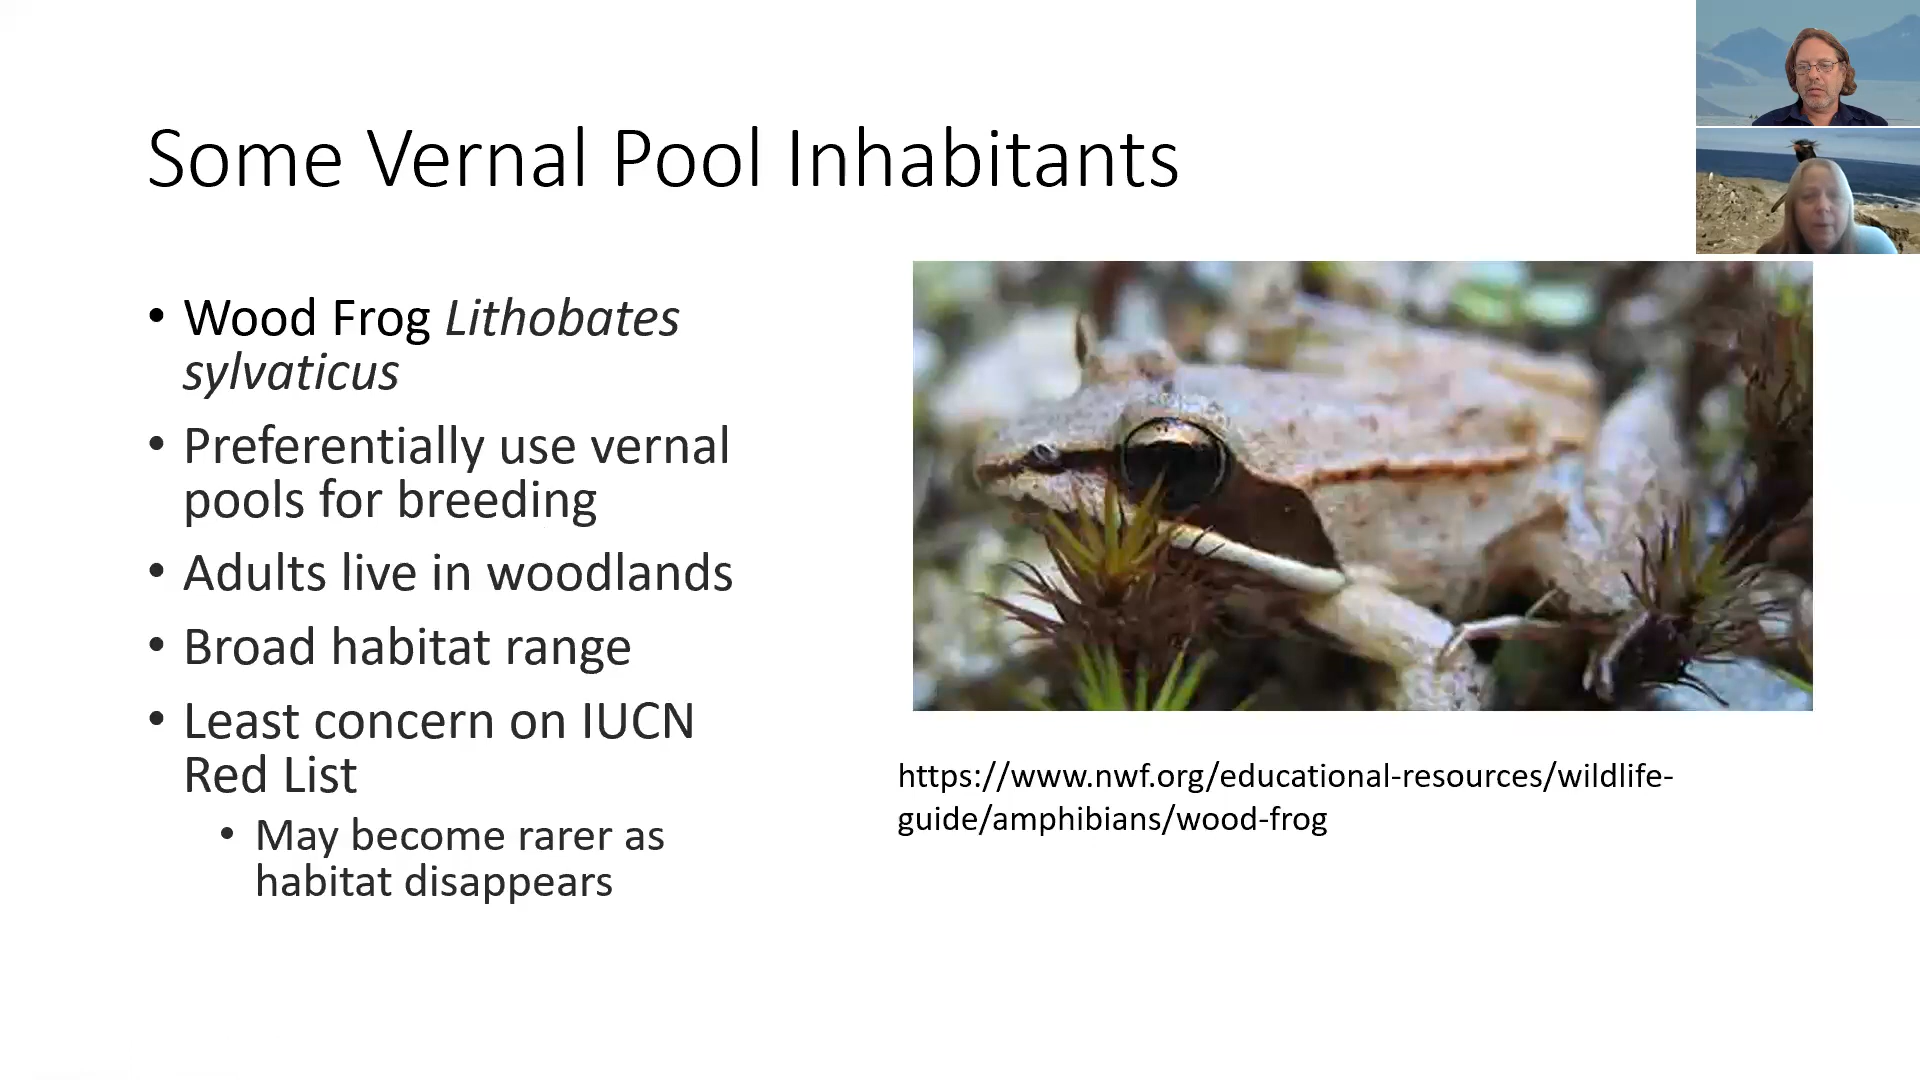 Some Vernal Pool Inhabitants
• Wood Frog Lithobates
sylvaticus
• Preferentially use vernal
pools for breeding
• Adults live in woodlands
• Broad habitat range
• Least concern on IUCN
Red List
• May become rarer as
habitat disappears
https://www.nwf.org/educational-resources/wildlife-
guide/amphibians/wood-frog